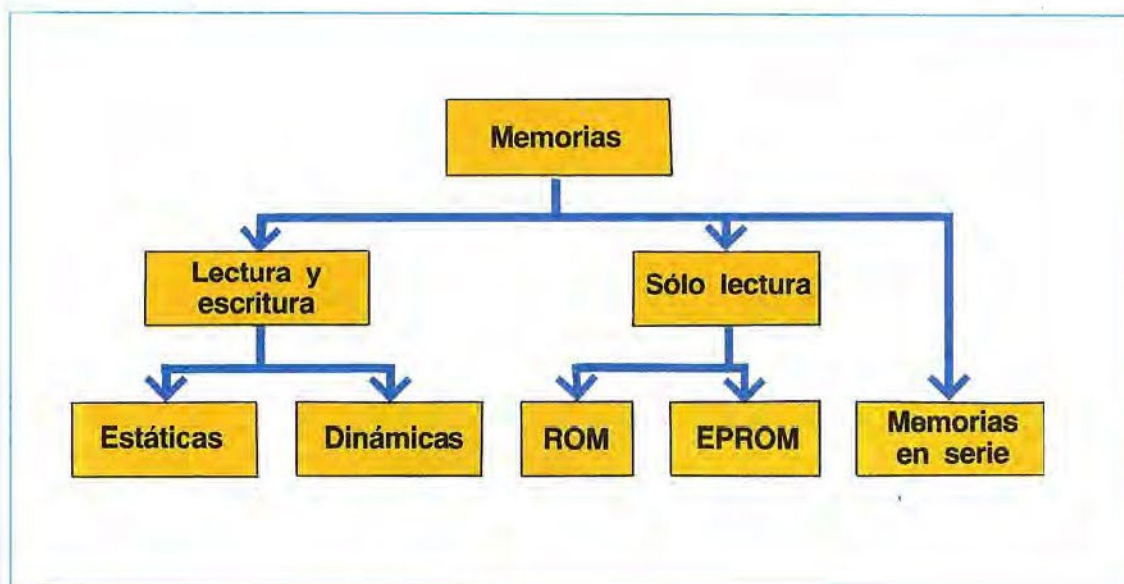 Memorias
Lectura y
escritura
Sólo lectura
Estáticas
Dinámicas
ROM
EPROM
Memorias
en serie